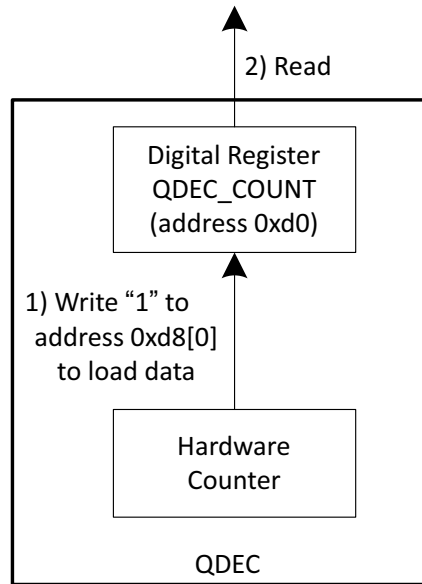 2) Read
Digital Register
QDEC_COUNT
(address 0xd0)
1) Write “1” to
address 0xd8[0]
to load data
Hardware
Counter
QDEC